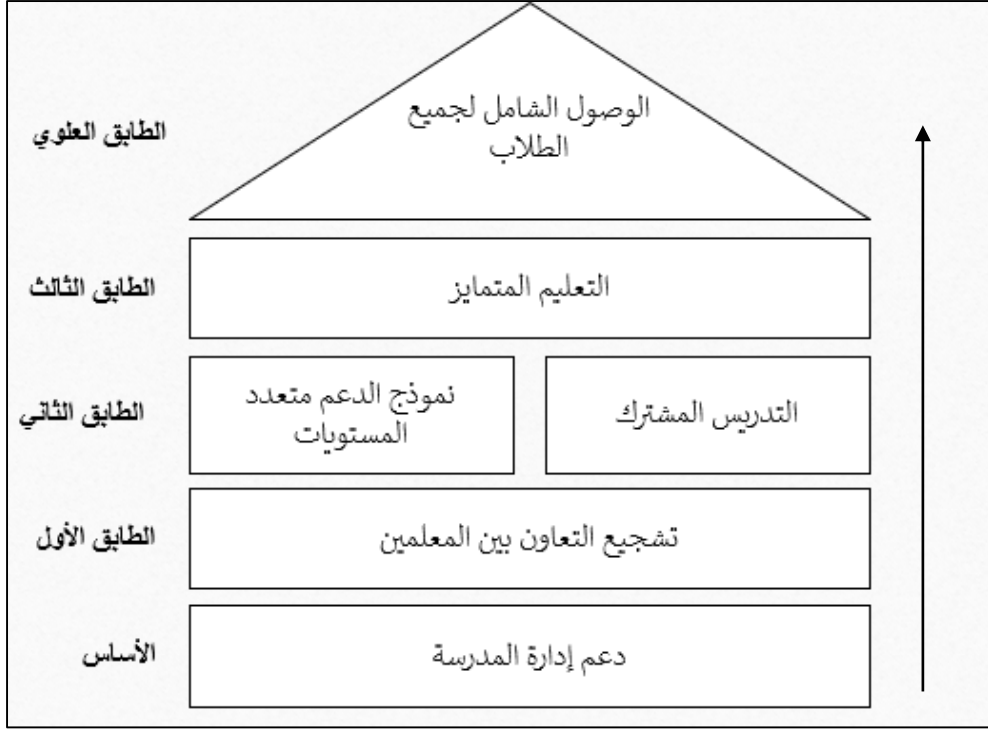 الوصول الشامل لجميع
الطلاب
الطابق العلوي
التعليم المتمايز
الطابق الثالث
التدريس المشترك
نموذج الدعم متعدد
المستويات
الطابق الثاني
تشجيع التعاون بين المعلمين
الطابق الأول
دعم إدارة المدرسة
الأساس